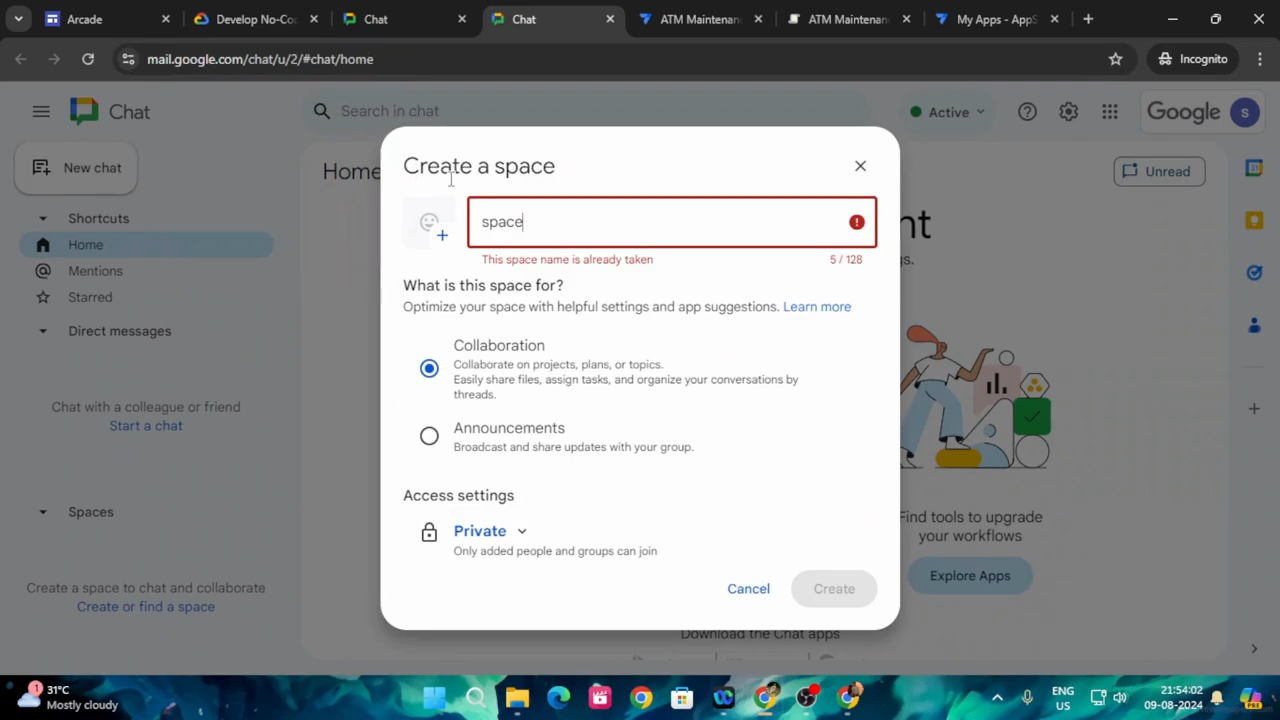 Arcade
Develop No-Co
Chat
Chat
ATM Maintenan
ATM Maintenan
My Apps - AppS
mail.google.com/chat/u/2/#chat/home
Incognito
Chat
Search in chat
Active
Google
S
New chat
Home
Unread
Shortcuts
Home
Mentions
Starred
Direct messages
Chat with a colleague or friend
Start a chat
Spaces
Create a space to chat and collaborate
Create or find a space
Create a space
space
This space name is already taken
5 / 128
What is this space for?
Optimize your space with helpful settings and app suggestions. Learn more
Collaboration
Collaborate on projects, plans, or topics.
Easily share files, assign tasks, and organize your conversations by
threads.
Announcements
Broadcast and share updates with your group.
Access settings
Private
Only added people and groups can join
Cancel
Create
nt
gs.
Find tools to upgrade
your workflows
Explore Apps
Download the Chat apps
1
31°C
Mostly cloudy
ENG
US
21:54:02
09-08-2024
PRE